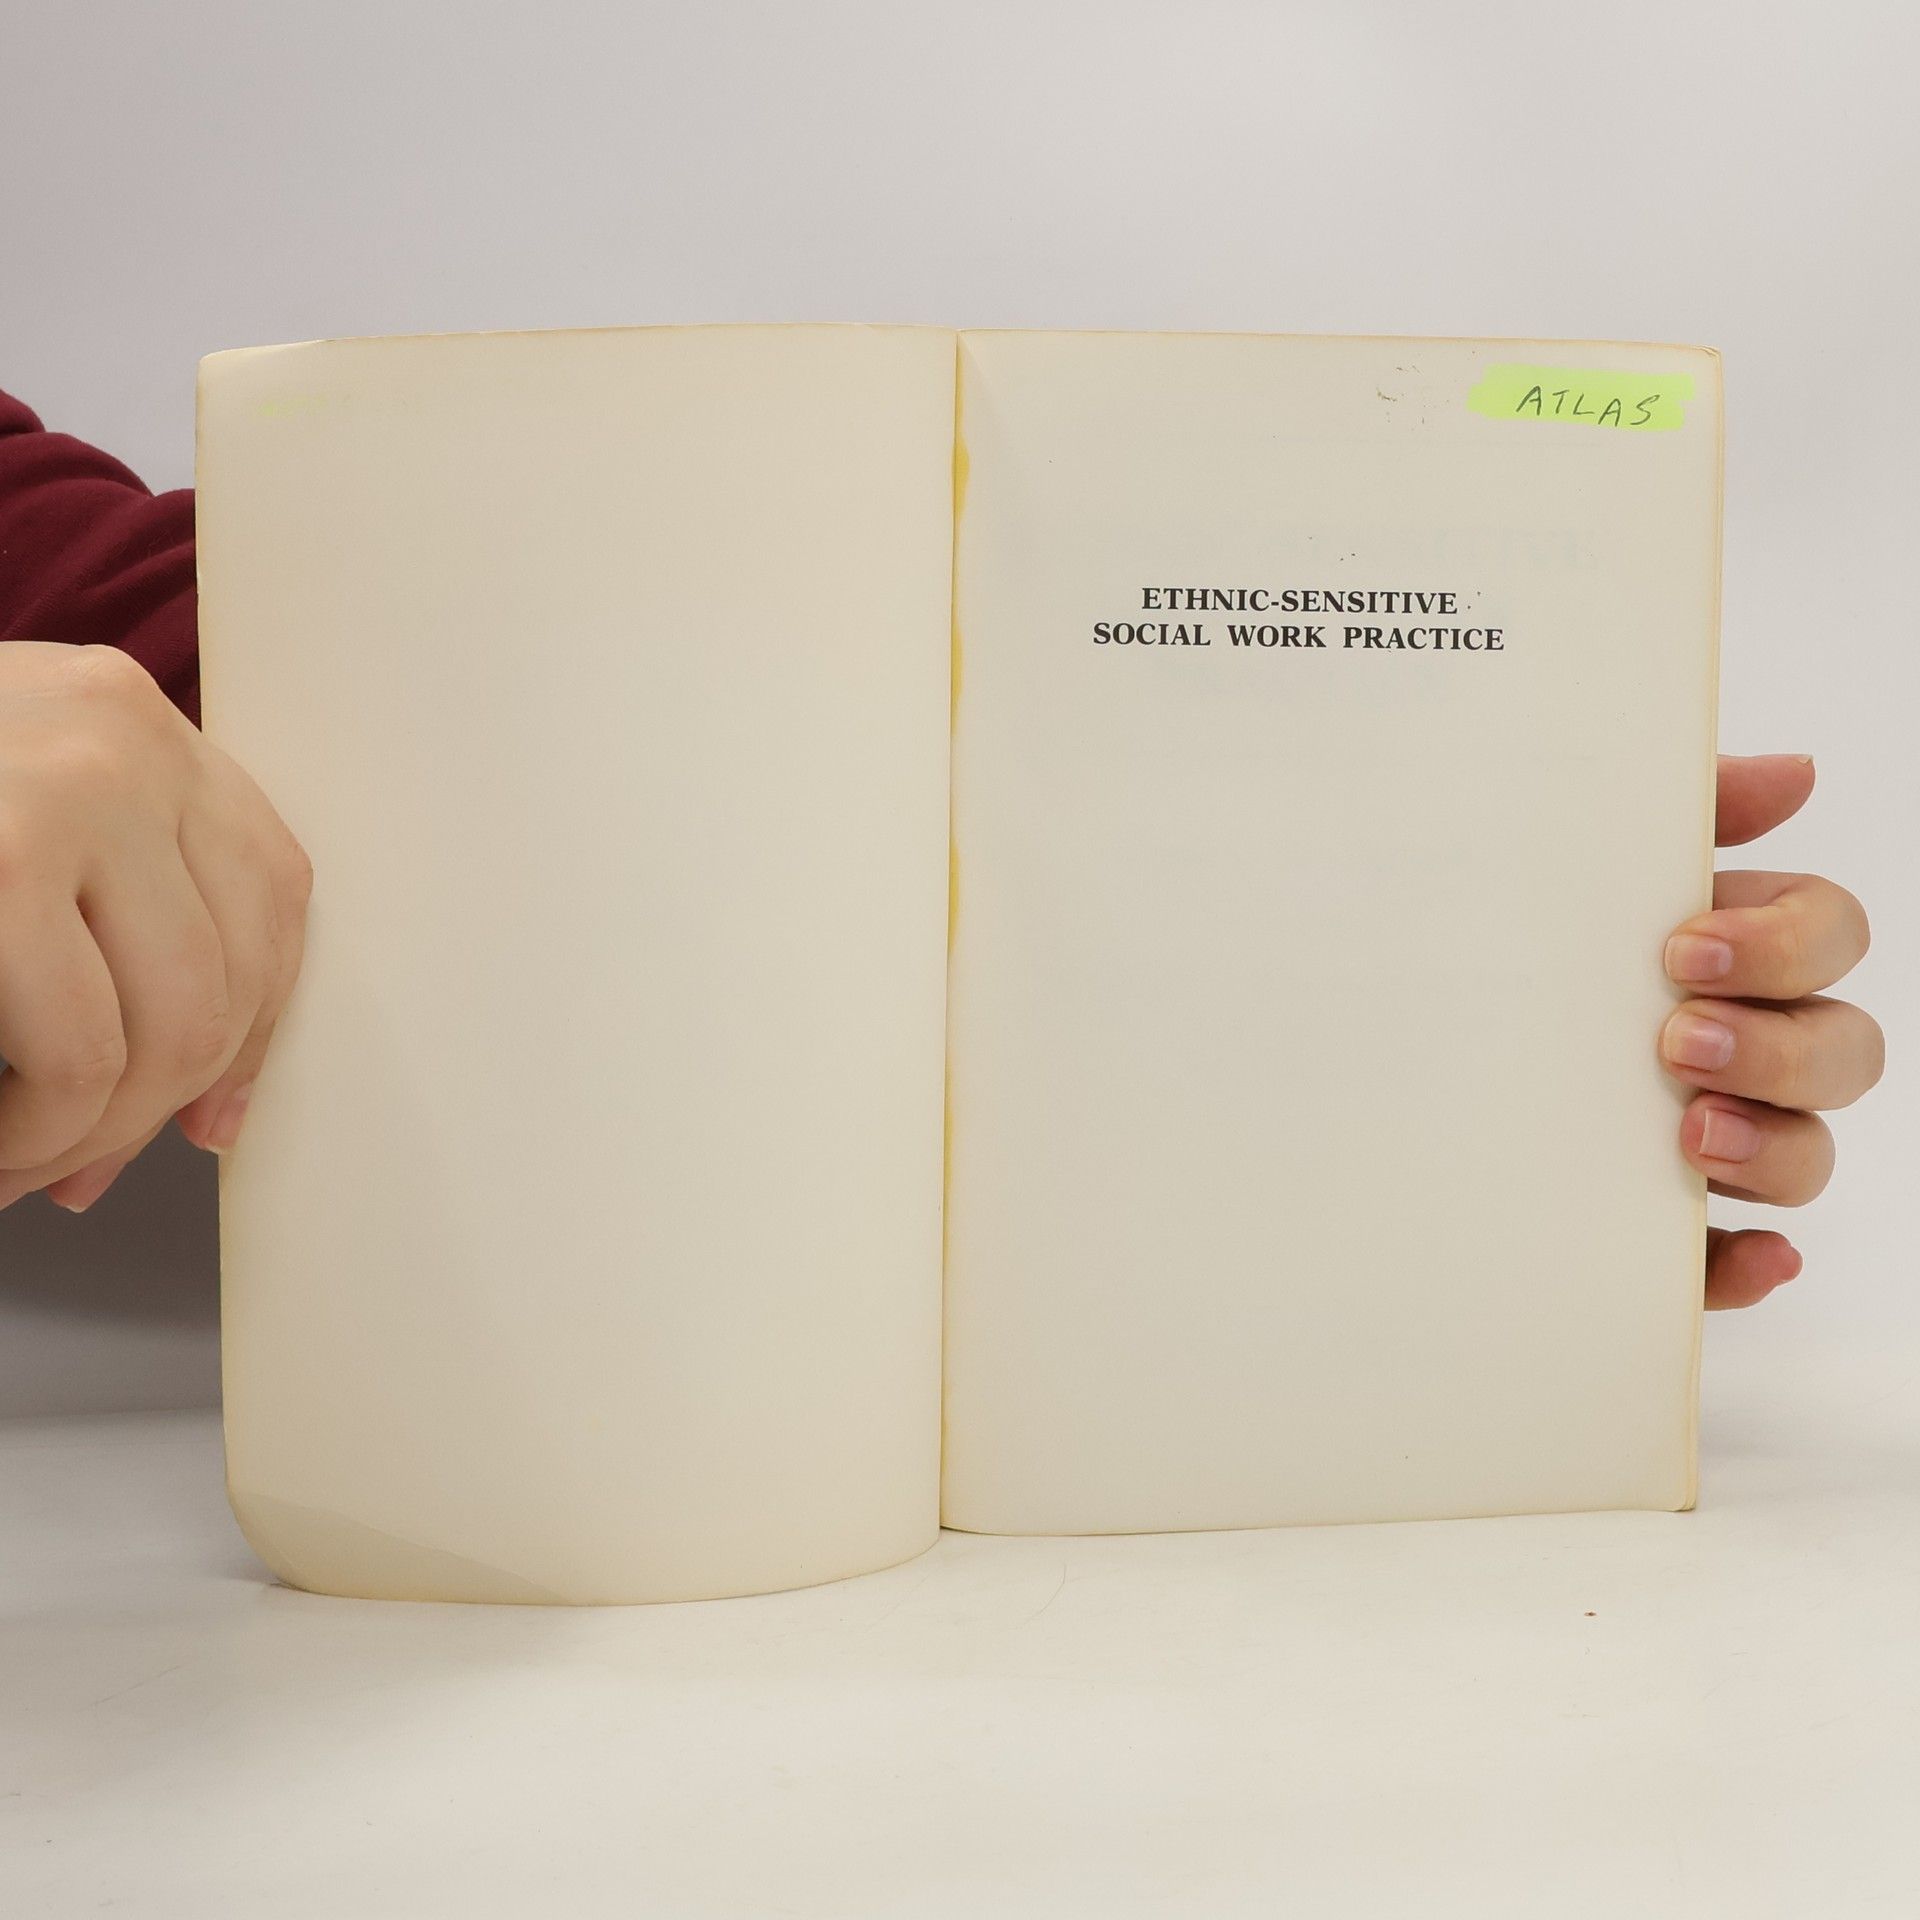 ATLAS
ETHNIC-SENSITIVE
SOCIAL WORK PRACTICE